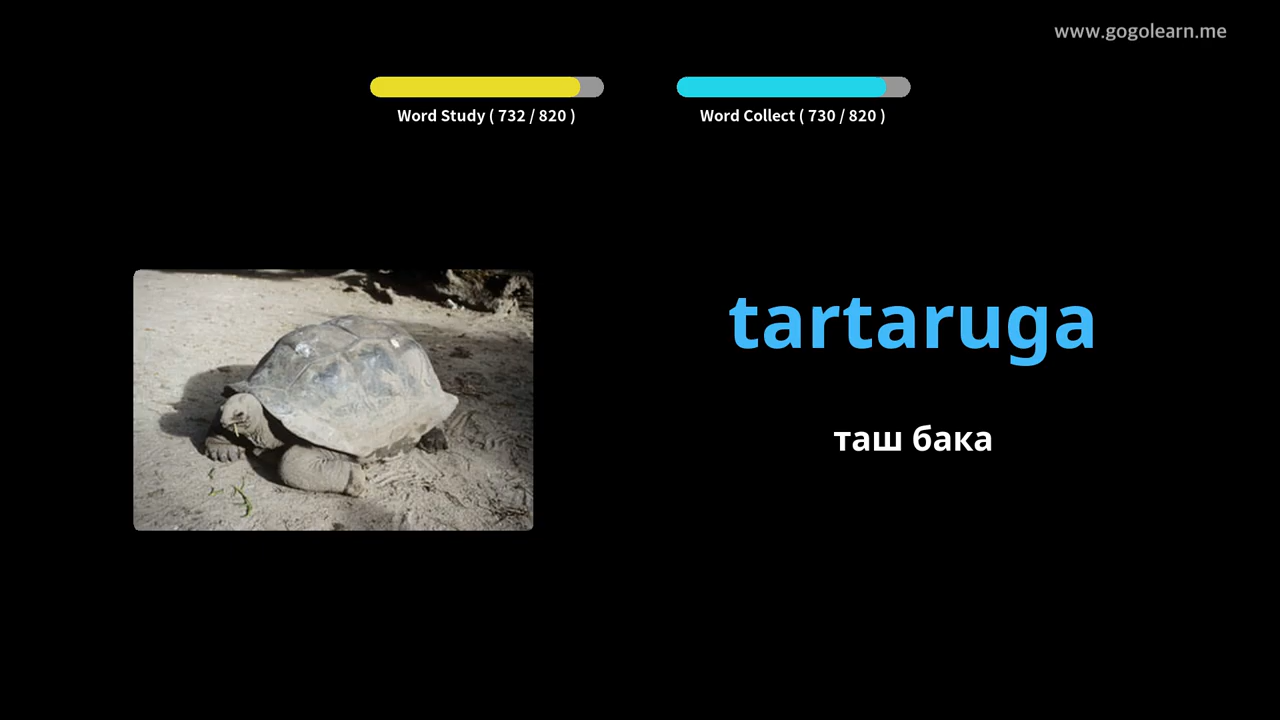 www.gogolearn.me
Word Study ( 732 / 820 )
Word Collect ( 730 / 820 )
tartaruga
таш бака